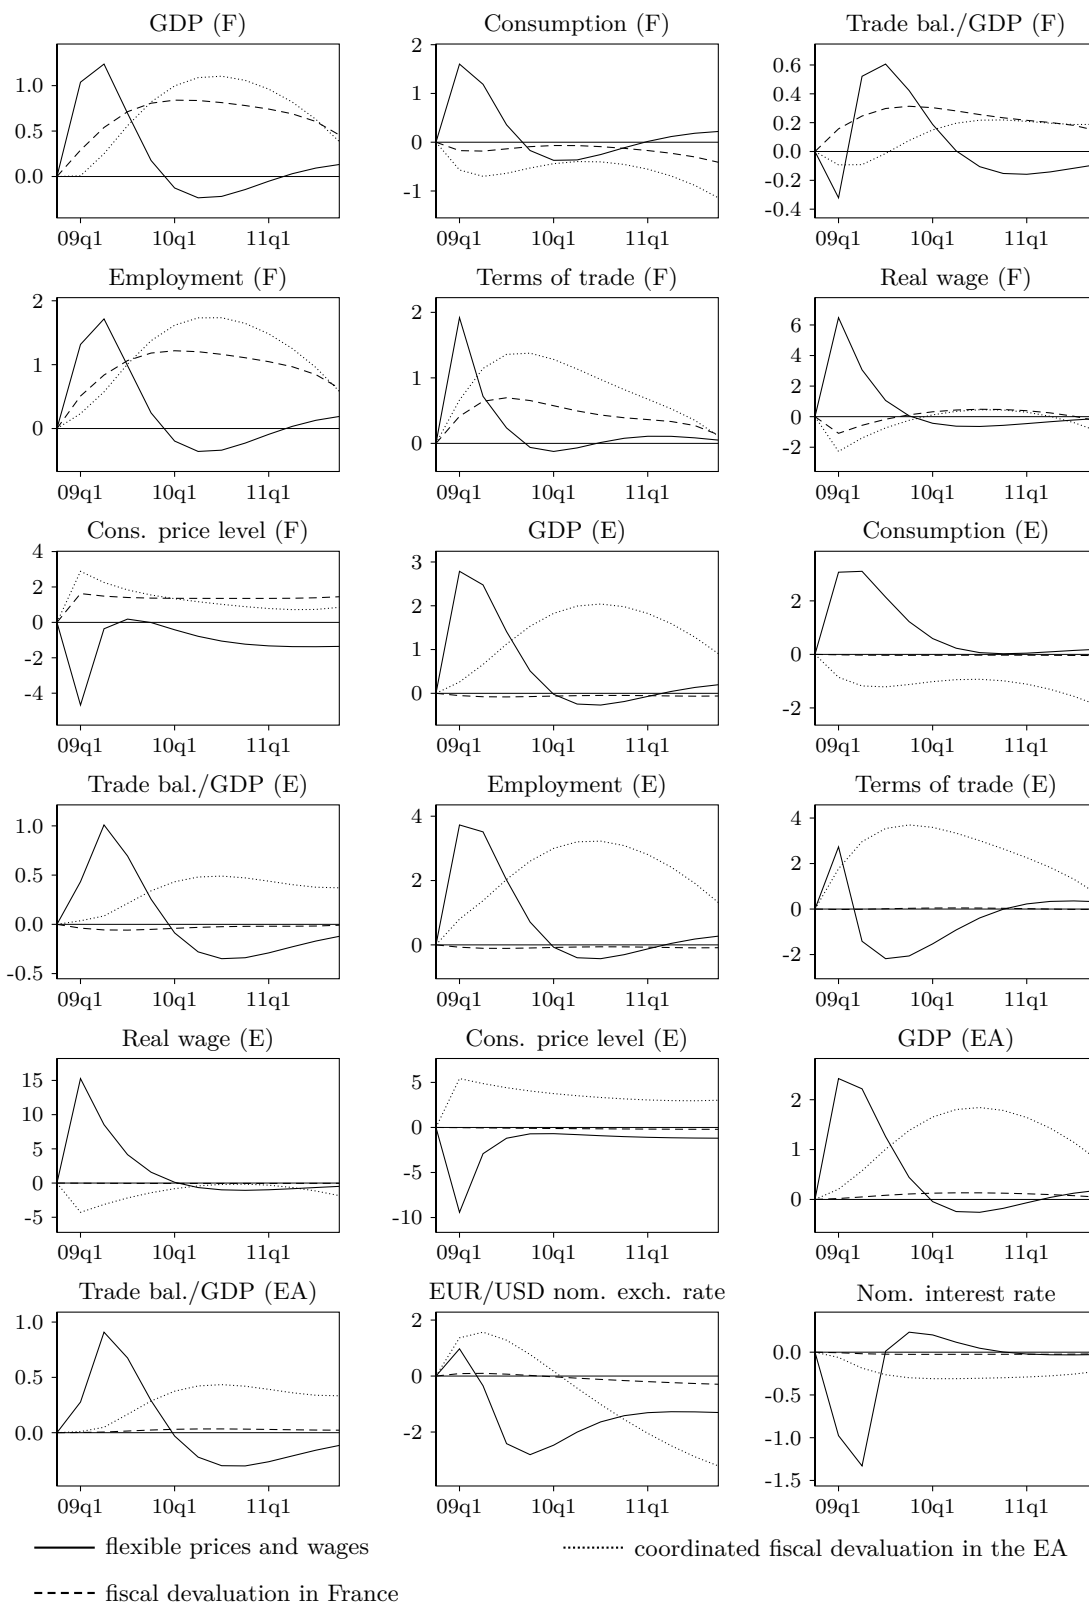 GDP (F) Consumption (F) Trade bal./GDP (F)
1.0 0.5 0.0
2 0 -1
0.6 0.4 0.2 0.0 -0.2 -0.4
09q1 10q1 11q1 09q1 10q1 11q1 09q1 10q1 11q1
Employment (F) Terms of trade (F) Real wage (F)
2 1 0
2 1 0
6 4 2 0 -2
09q1 10q1 11q1 09q1 10q1 11q1 09q1 10q1 11q1
Cons. price level (F) GDP (E) Consumption (E)
4 2 0 -2 -4
3 2 1 0
2 0 -2
09q1 10q1 11q1 09q1 10q1 11q1 09q1 10q1 11q1
Trade bal./GDP (E) Employment (E) Terms of trade (E)
1.0 0.5 0.0 -0.5
4 2 0
4 2 0 -2
09q1 10q1 11q1 09q1 10q1 11q1 09q1 10q1 11q1
Real wage (E) Cons. price level (E) GDP (EA)
15 10 5 0 -5
5 0 -5 -10
2 1 0
09q1 10q1 11q1 09q1 10q1 11q1 09q1 10q1 11q1
Trade bal./GDP (EA) EUR/USD nom. exch. rate Nom. interest rate
1.0 0.5 0.0
2 0 -2
0.0 -0.5 -1.0 -1.5
09q1 10q1 11q1 09q1 10q1 11q1 09q1 10q1 11q1
flexible prices and wages coordinated fiscal devaluation in the EA
fiscal devaluation in France